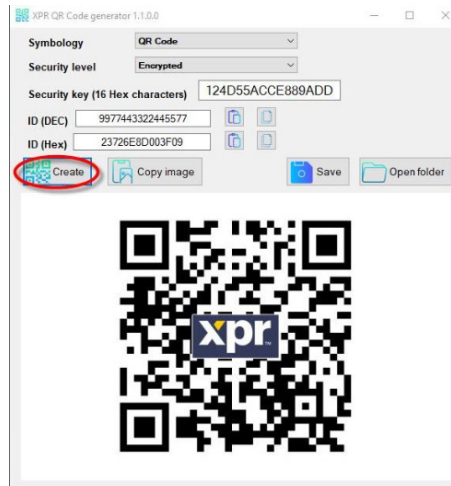 XPR QR Code generator 1.1.0.0
Symbology QR Code
Security level Encrypted
Security key (16 Hex characters) 124D55ACCE889ADD
ID (DEC) 9977443322445577
ID (Hex) 23726E8D003F09
Create Copy image Save Open folder
xpr